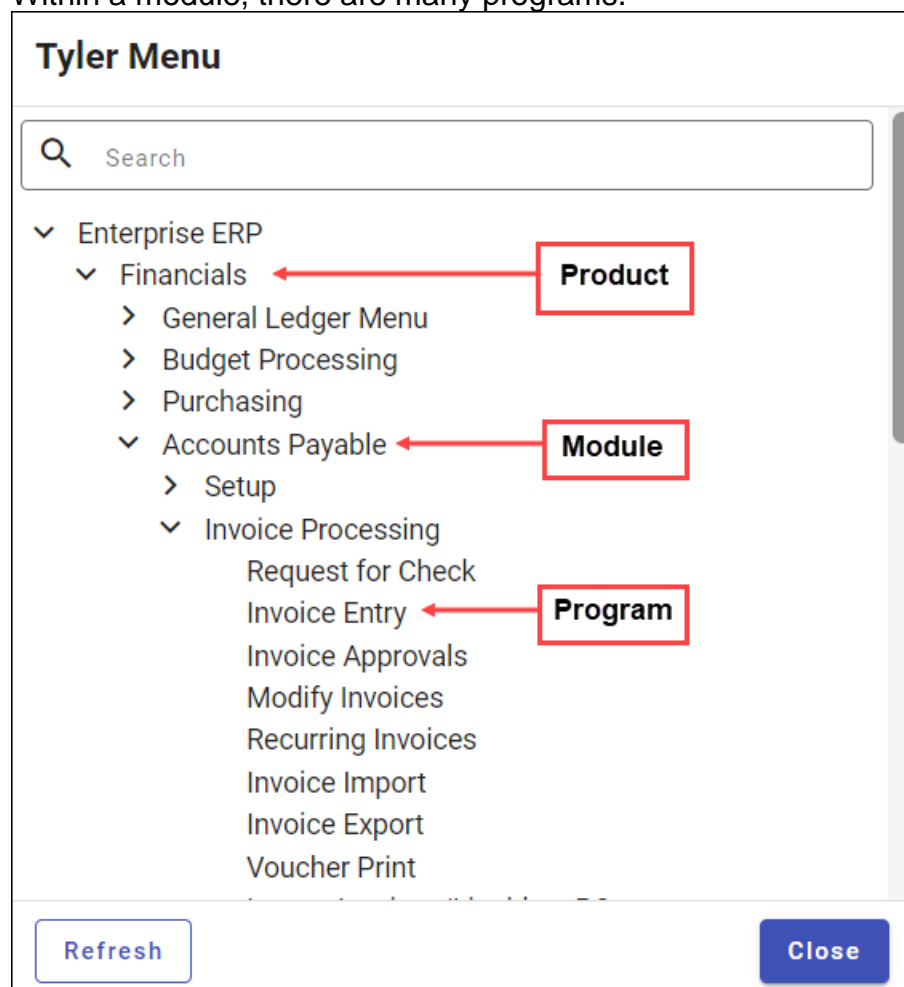 Within a module, there are many programs.
Tyler Menu
Search
Enterprise ERP
Financials
Product
General Ledger Menu
Budget Processing
Purchasing
Accounts Payable
Module
Setup
Invoice Processing
Request for Check
Invoice Entry
Program
Invoice Approvals
Modify Invoices
Recurring Invoices
Invoice Import
Invoice Export
Voucher Print
Refresh
Close